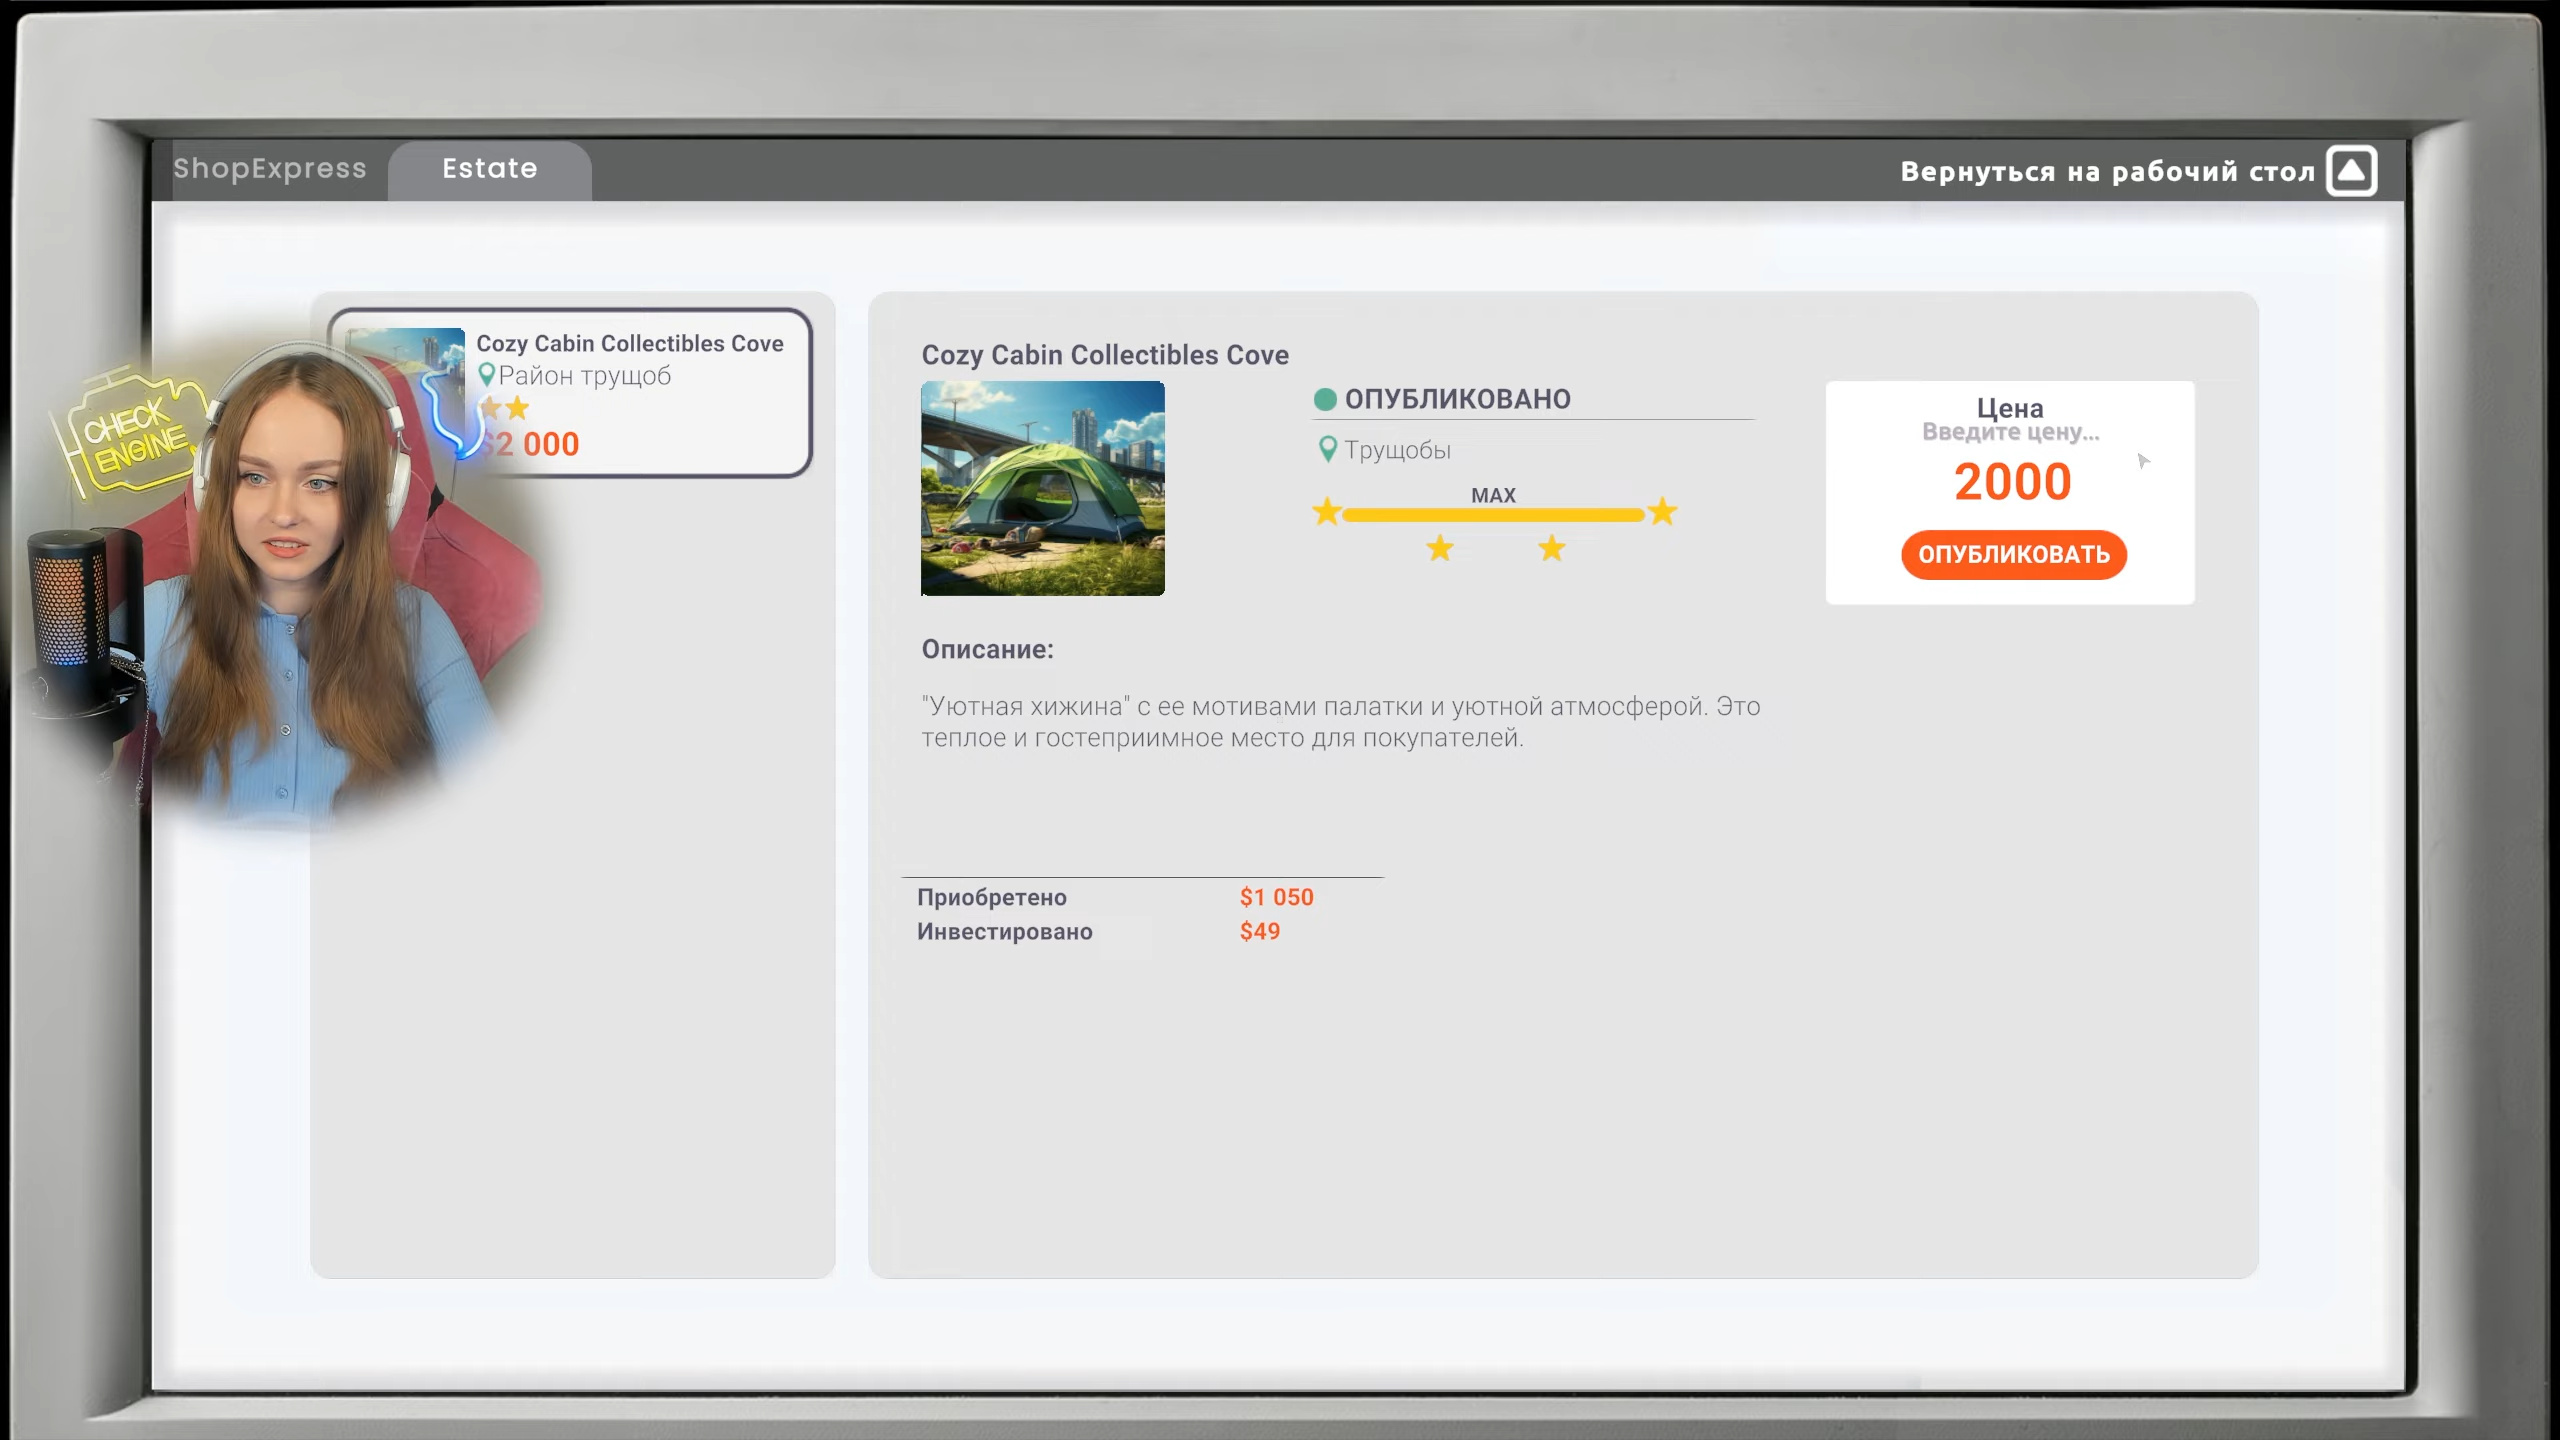 ShopExpress
Estate
Вернуться на рабочий стол
Cozy Cabin Collectibles Cove
Район трущоб
$2 000
CHECK
ENGINE
Cozy Cabin Collectibles Cove
ОПУБЛИКОВАНО
Трущобы
MAX
Цена
Введите цену...
2000
ОПУБЛИКОВАТЬ
Описание:
"Уютная хижина" с ее мотивами палатки и уютной атмосферой. Это
теплое и гостеприимное место для покупателей.
Приобретено $1 050
Инвестировано $49